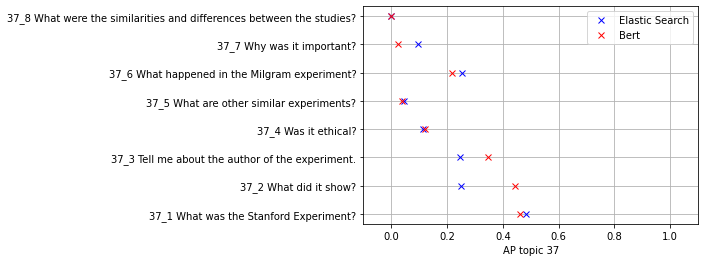 37_8 What were the similarities and differences between the studies?
Elastic Search
Bert
37_7 Why was it important?
37_6 What happened in the Milgram experiment?
37_5 What are other similar experiments?
37_4 Was it ethical?
37_3 Tell me about the author of the experiment.
37_2 What did it show?
37_1 What was the Stanford Experiment?
0.0 0.2 0.4 0.6 0.8 1.0
AP topic 37